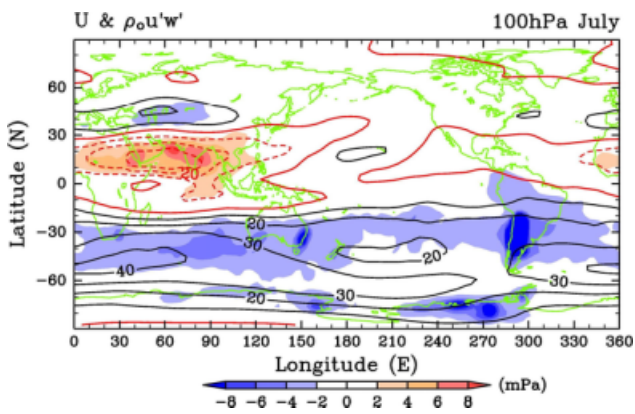 U & ρ₀u'w' 100hPa July
Latitude (N)
60
30
0
−30
−60
20
20
30
40
20
20
30
30
0 30 60 90 120 150 180 210 240 270 300 330 360
Longitude (E)
−8 −6 −4 −2 0 2 4 6 8 (mPa)